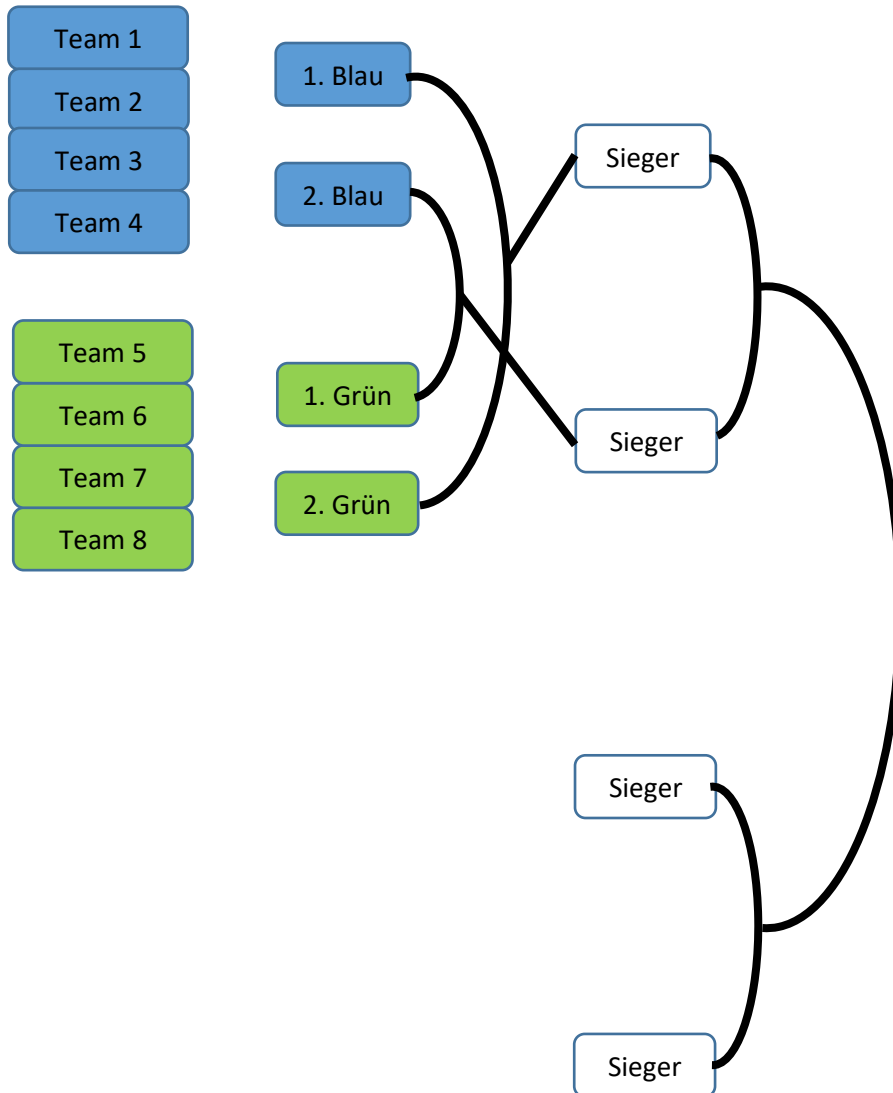 Team 1
Team 2
Team 3
Team 4
Team 5
Team 6
Team 7
Team 8
1. Blau
2. Blau
1. Grün
2. Grün
Sieger
Sieger
Sieger
Sieger